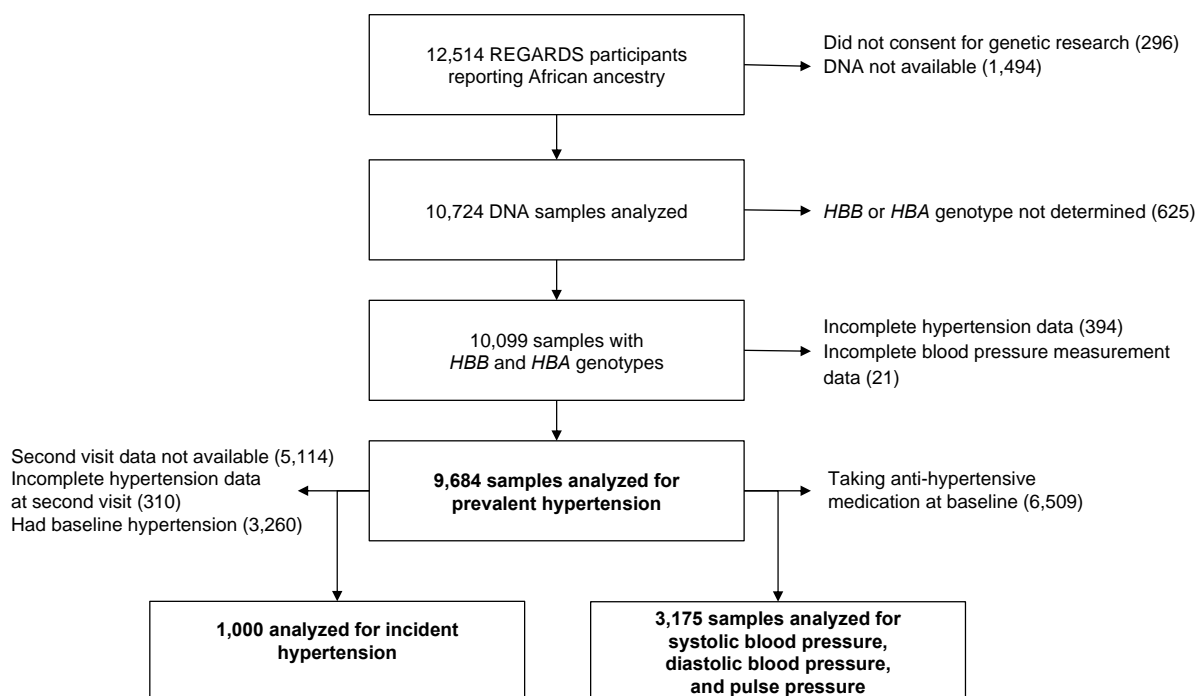 12,514 REGARDS participants
reporting African ancestry
Did not consent for genetic research (296)
DNA not available (1,494)
10,724 DNA samples analyzed
HBB or HBA genotype not determined (625)
10,099 samples with
HBB and HBA genotypes
Incomplete hypertension data (394)
Incomplete blood pressure measurement
data (21)
Second visit data not available (5,114)
Incomplete hypertension data
at second visit (310)
Had baseline hypertension (3,260)
9,684 samples analyzed for
prevalent hypertension
Taking anti-hypertensive
medication at baseline (6,509)
1,000 analyzed for incident
hypertension
3,175 samples analyzed for
systolic blood pressure,
diastolic blood pressure,
and pulse pressure